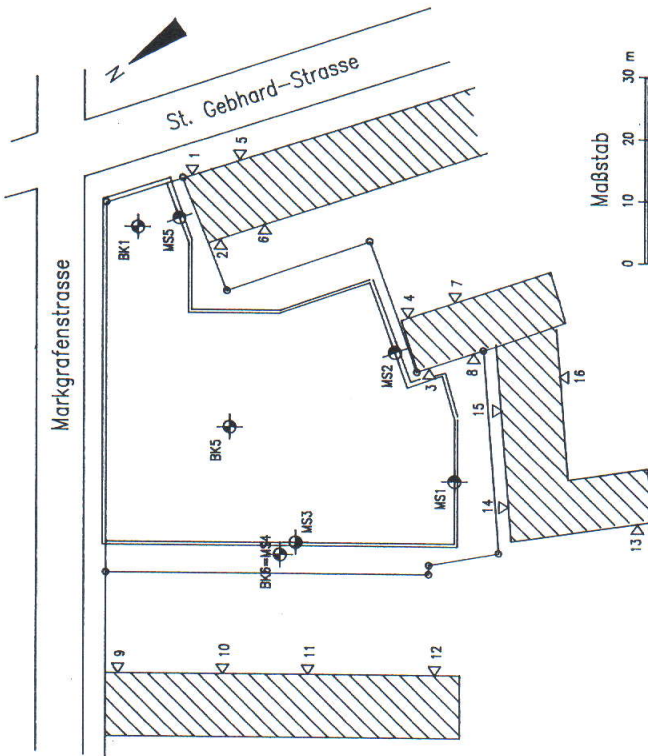 N
St. Gebhard-Strasse
Markgrafenstrasse
1
5
BK1
MS5
2
6
4
7
MS2
3
8
BK5
15
16
MS1
MS3
BK6=MS4
14
13
9
10
11
12
Maßstab
0 10 20 30 m